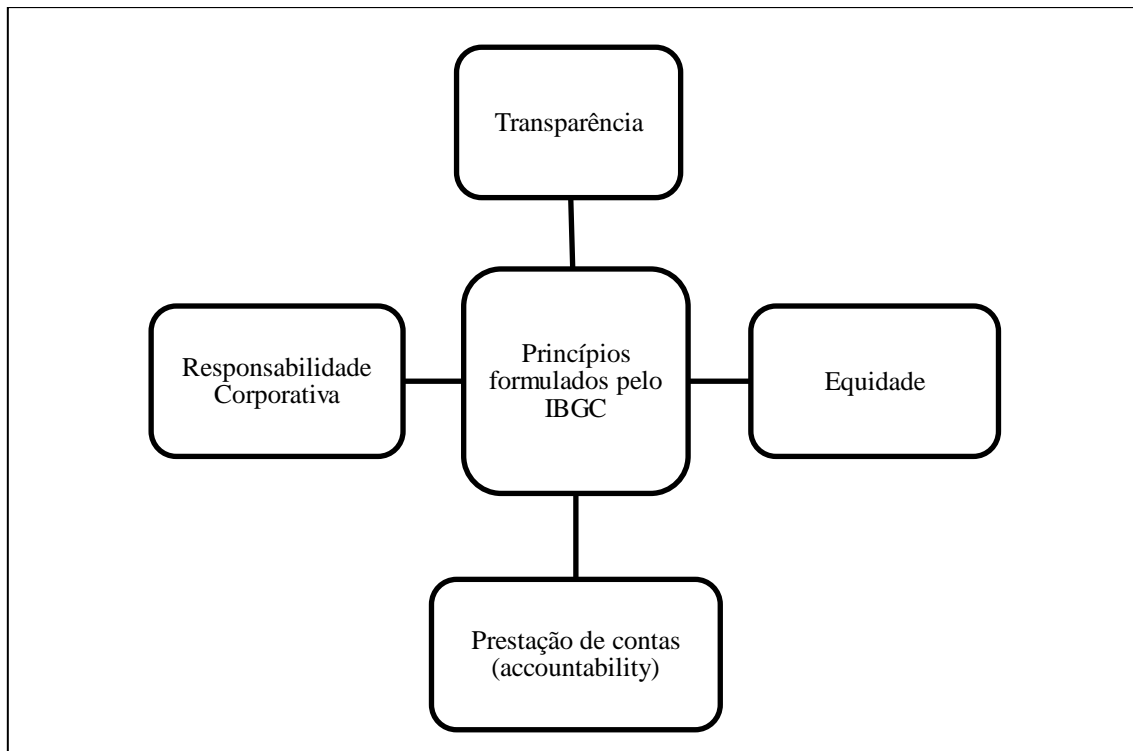 Transparência
Responsabilidade
Corporativa
Princípios
formulados pelo
IBGC
Equidade
Prestação de contas
(accountability)